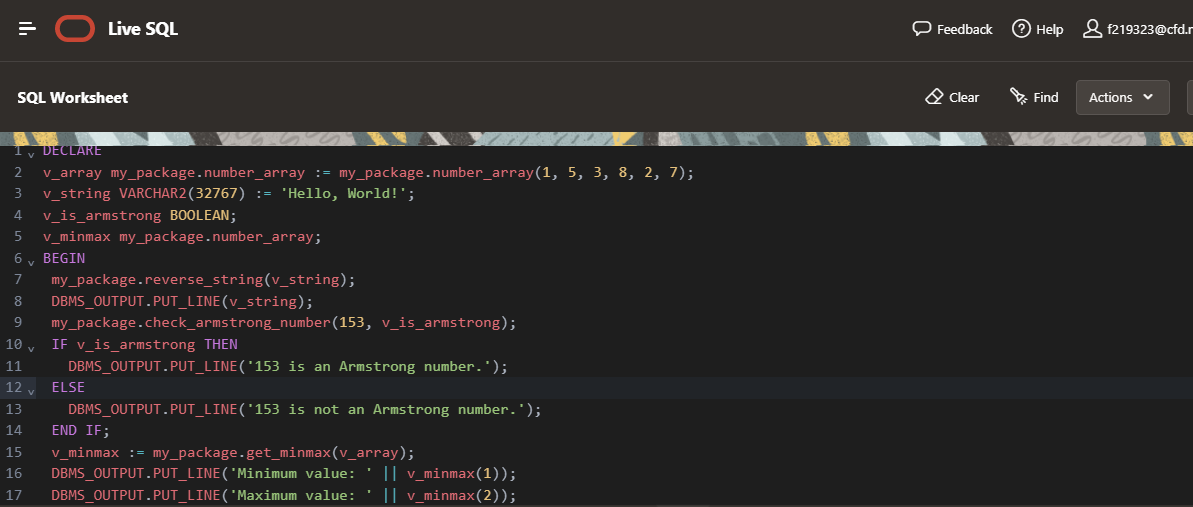 Live SQL
Feedback
Help
f219323@cfd.
SQL Worksheet
Clear
Find
Actions
1 DECLARE
2 v_array my_package.number_array := my_package.number_array(1, 5, 3, 8, 2, 7);
3 v_string VARCHAR2(32767) := 'Hello, World!';
4 v_is_armstrong BOOLEAN;
5 v_minmax my_package.number_array;
6 BEGIN
7 my_package.reverse_string(v_string);
8 DBMS_OUTPUT.PUT_LINE(v_string);
9 my_package.check_armstrong_number(153, v_is_armstrong);
10 IF v_is_armstrong THEN
11 DBMS_OUTPUT.PUT_LINE('153 is an Armstrong number.');
12 ELSE
13 DBMS_OUTPUT.PUT_LINE('153 is not an Armstrong number.');
14 END IF;
15 v_minmax := my_package.get_minmax(v_array);
16 DBMS_OUTPUT.PUT_LINE('Minimum value: ' || v_minmax(1));
17 DBMS_OUTPUT.PUT_LINE('Maximum value: ' || v_minmax(2));